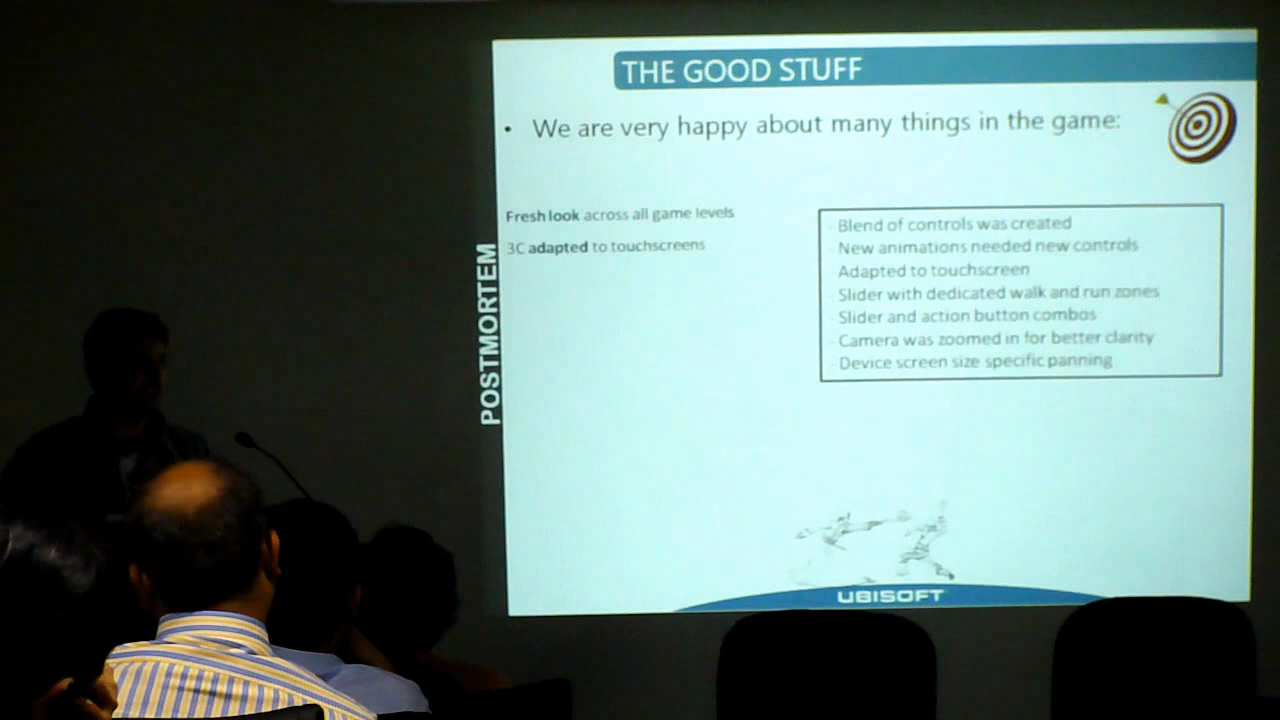 THE GOOD STUFF
• We are very happy about many things in the game:
Fresh look across all game levels
3C adapted to touchscreens
- Blend of controls was created
- New animations needed new controls
- Adapted to touchscreen
- Slider with dedicated walk and run zones
- Slider and action button combos
- Camera was zoomed in for better clarity
- Device screen size specific panning
POSTMORTEM
UBISOFT